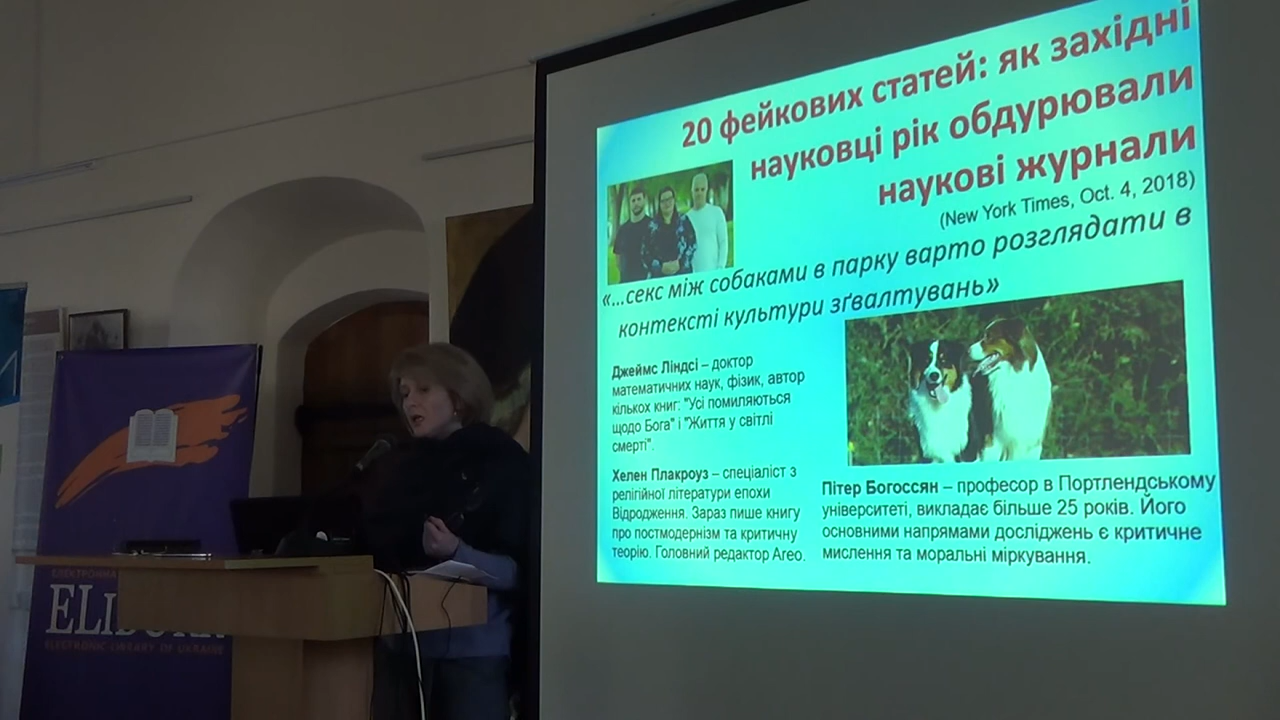 20 фейкових статей: як західні
науковці рік обдурювали
наукові журнали
(New York Times, Oct. 4, 2018)
«...секс між собаками в парку варто розглядати в
контексті культури зґвалтувань»
Джеймс Ліндсі – доктор
математичних наук, фізик, автор
кількох книг: "Усі помиляються
щодо Бога" і "Життя у світлі
смерті".
Хелен Плакроуз – спеціаліст з
релігійної літератури епохи
Відродження. Зараз пише книгу
про постмодернізм та критичну
теорію. Головний редактор Areo.
Пітер Богоссян – професор в Портлендському
університеті, викладає більше 25 років. Його
основними напрямами досліджень є критичне
мислення та моральні міркування.
ELECTRONIC LIBRARY OF UKRAINE